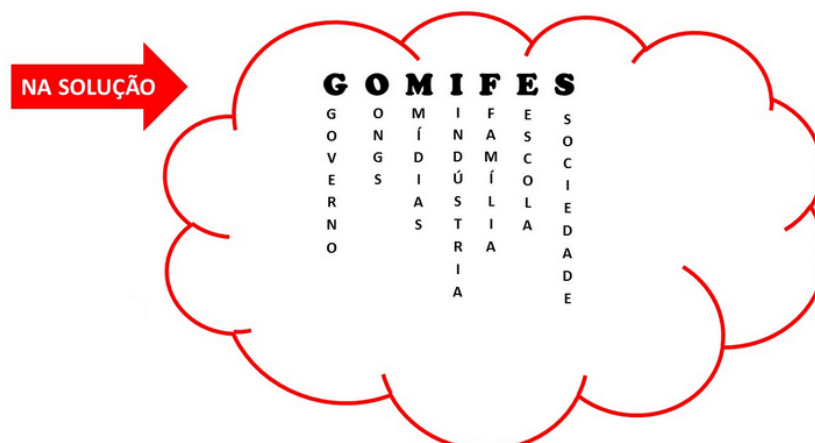 NA SOLUÇÃO
GOMIFES
GOVERNO
ONGS
MÍDIAS
INDÚSTRIA
FAMÍLIA
ESCOLA
SOCIEDADE